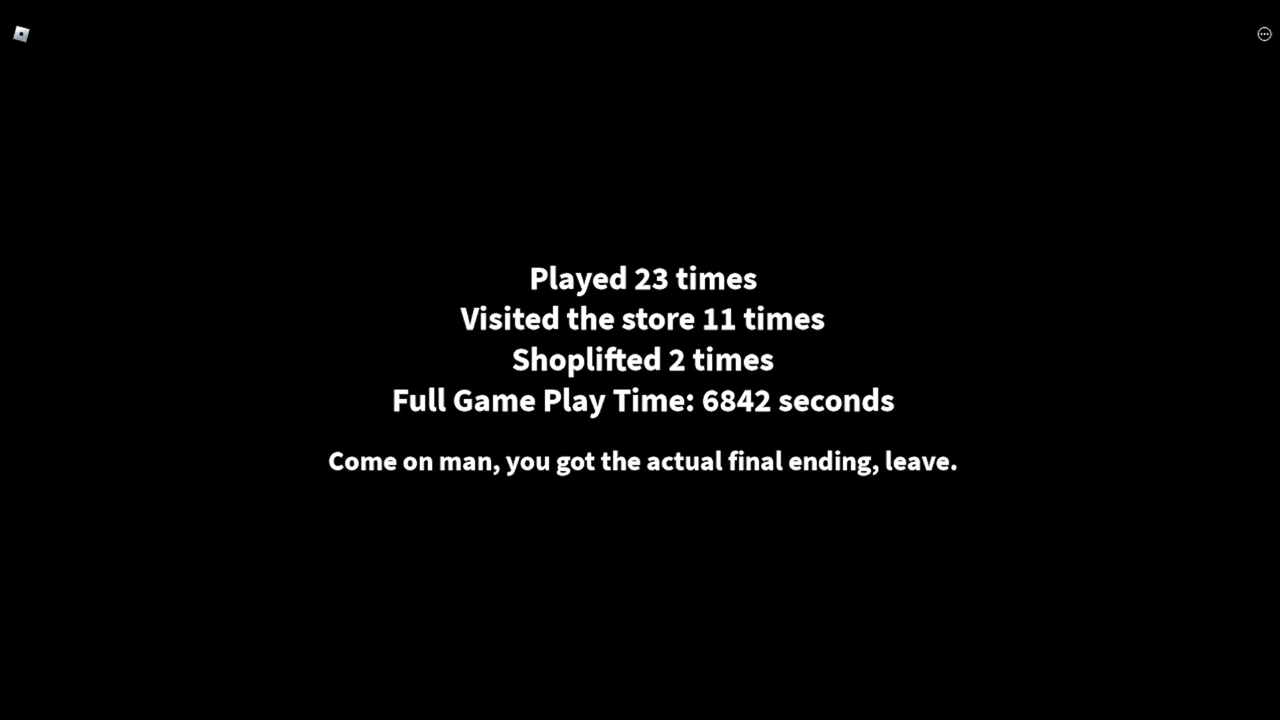 Played 23 times
Visited the store 11 times
Shoplifted 2 times
Full Game Play Time: 6842 seconds
Come on man, you got the actual final ending, leave.